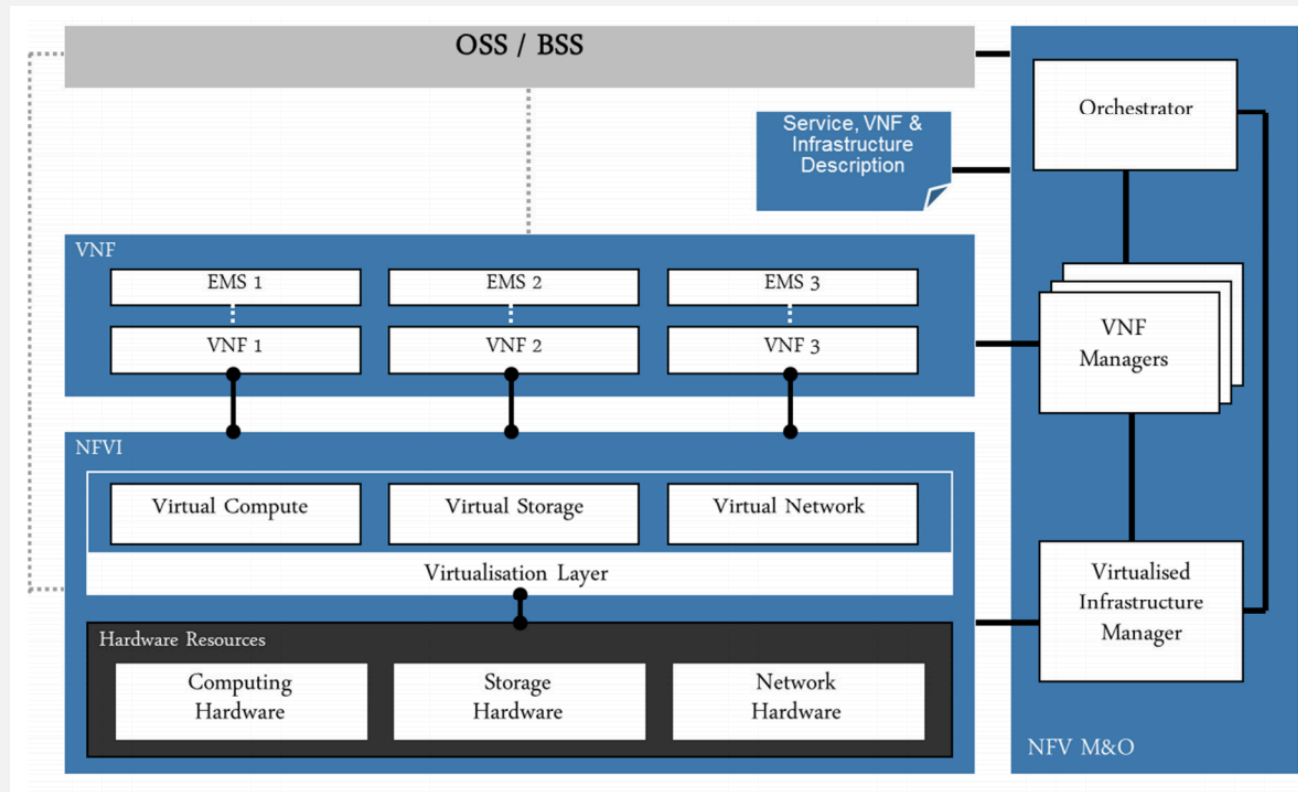 OSS / BSS
Orchestrator
Service, VNF &
Infrastructure
Description
VNF
EMS 1
EMS 2
EMS 3
VNF 1
VNF 2
VNF 3
VNF
Managers
NFVI
Virtual Compute
Virtual Storage
Virtual Network
Virtualisation Layer
Virtualised
Infrastructure
Manager
Hardware Resources
Computing
Hardware
Storage
Hardware
Network
Hardware
NFV M&O